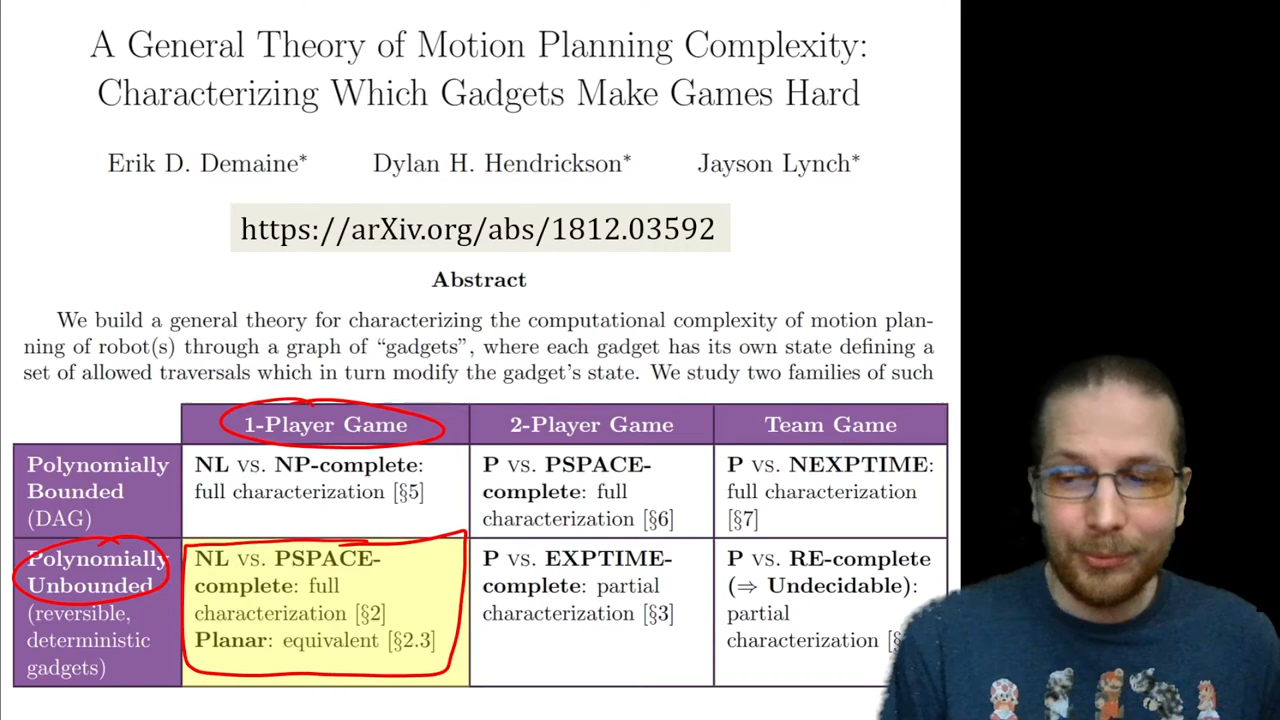 A General Theory of Motion Planning Complexity:
Characterizing Which Gadgets Make Games Hard
Erik D. Demaine* Dylan H. Hendrickson* Jayson Lynch*
https://arXiv.org/abs/1812.03592
Abstract
We build a general theory for characterizing the computational complexity of motion plan-
ning of robot(s) through a graph of “gadgets”, where each gadget has its own state defining a
set of allowed traversals which in turn modify the gadget’s state. We study two families of such
1-Player Game 2-Player Game Team Game
Polynomially
Bounded
(DAG)
NL vs. NP-complete:
full characterization [§5]
P vs. PSPACE-
complete: full
characterization [§6]
P vs. NEXPTIME:
full characterization
[§7]
Polynomially
Unbounded
(reversible,
deterministic
gadgets)
NL vs. PSPACE-
complete: full
characterization [§2]
Planar: equivalent [§2.3]
P vs. EXPTIME-
complete: partial
characterization [§3]
P vs. RE-complete
(⇒ Undecidable):
partial
characterization [§